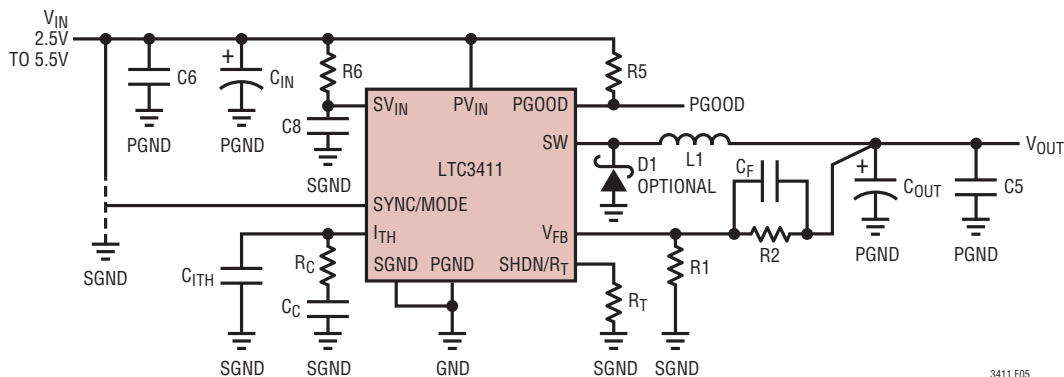 VIN
2.5V
TO 5.5V
C6
CIN
R6
R5
PGND
PGND
C8
SGND
SVIN
PVIN
PGOOD
PGOOD
SW
LTC3411
D1
OPTIONAL
L1
VOUT
CF
COUT
C5
SYNC/MODE
ITH
VFB
R2
PGND
PGND
SGND
CITH
RC
SGND
PGND
SHDN/RT
R1
CC
RT
SGND
SGND
GND
SGND
SGND
3411 F05